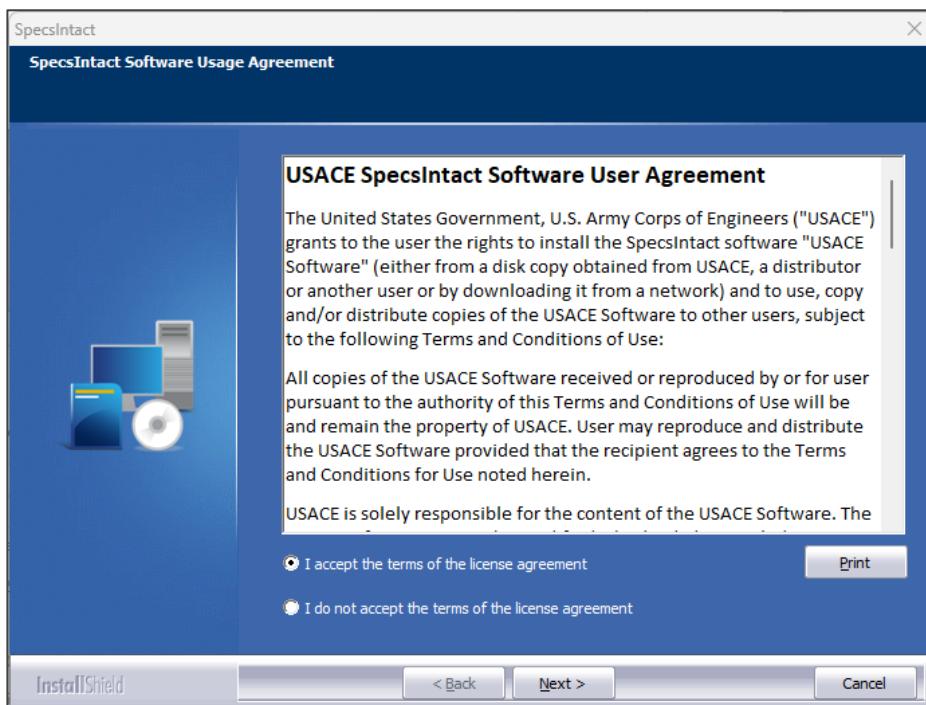 SpecsIntact
SpecsIntact Software Usage Agreement
USACE SpecsIntact Software User Agreement
The United States Government, U.S. Army Corps of Engineers ("USACE")
grants to the user the rights to install the SpecsIntact software "USACE
Software" (either from a disk copy obtained from USACE, a distributor
or another user or by downloading it from a network) and to use, copy
and/or distribute copies of the USACE Software to other users, subject
to the following Terms and Conditions of Use:
All copies of the USACE Software received or reproduced by or for user
pursuant to the authority of this Terms and Conditions of Use will be
and remain the property of USACE. User may reproduce and distribute
the USACE Software provided that the recipient agrees to the Terms
and Conditions for Use noted herein.
USACE is solely responsible for the content of the USACE Software. The
I accept the terms of the license agreement
Print
I do not accept the terms of the license agreement
InstallShield
< Back
Next >
Cancel